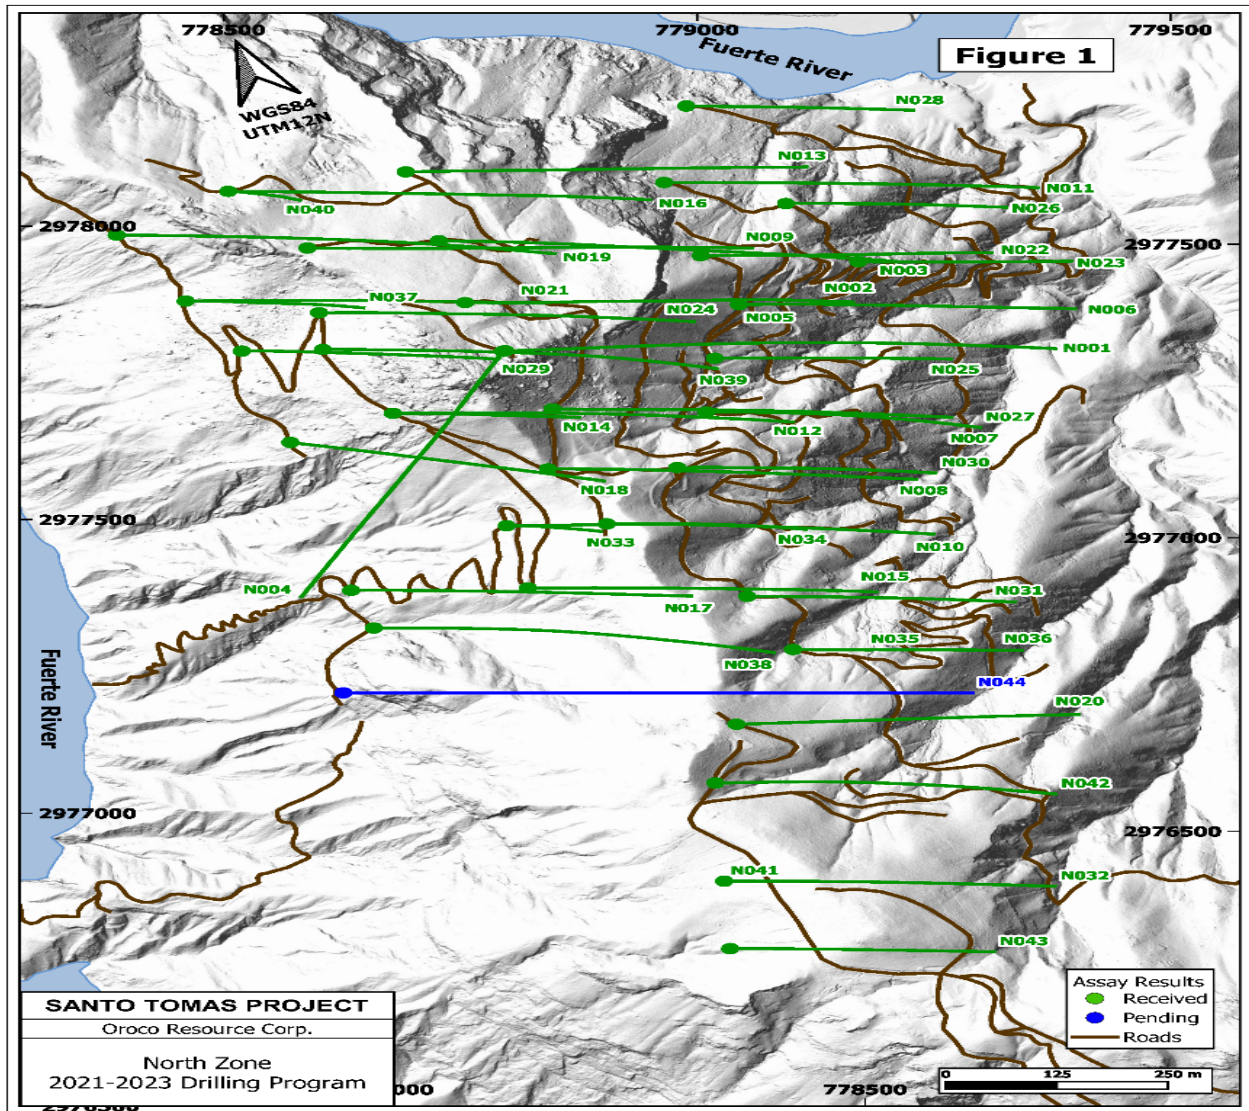 778500
779000
779500
Fuerte River
Figure 1
WGS84
UTM12N
N028
N013
N011
N040
N016
N026
2978000
2977500
N009
N022
N019
N003
N023
N037
N021
N002
N024
N005
N006
N001
N029
N039
N025
N014
N012
N027
N007
N030
N018
N008
2977500
N033
N034
N010
2977000
N004
N015
N017
N031
N035
N036
N038
Fuerte River
N044
N020
N042
2977000
2976500
N041
N032
N043
Assay Results
Received
Pending
Roads
SANTO TOMAS PROJECT
Oroco Resource Corp.
North Zone
2021-2023 Drilling Program
000
778500
0 125 250 m